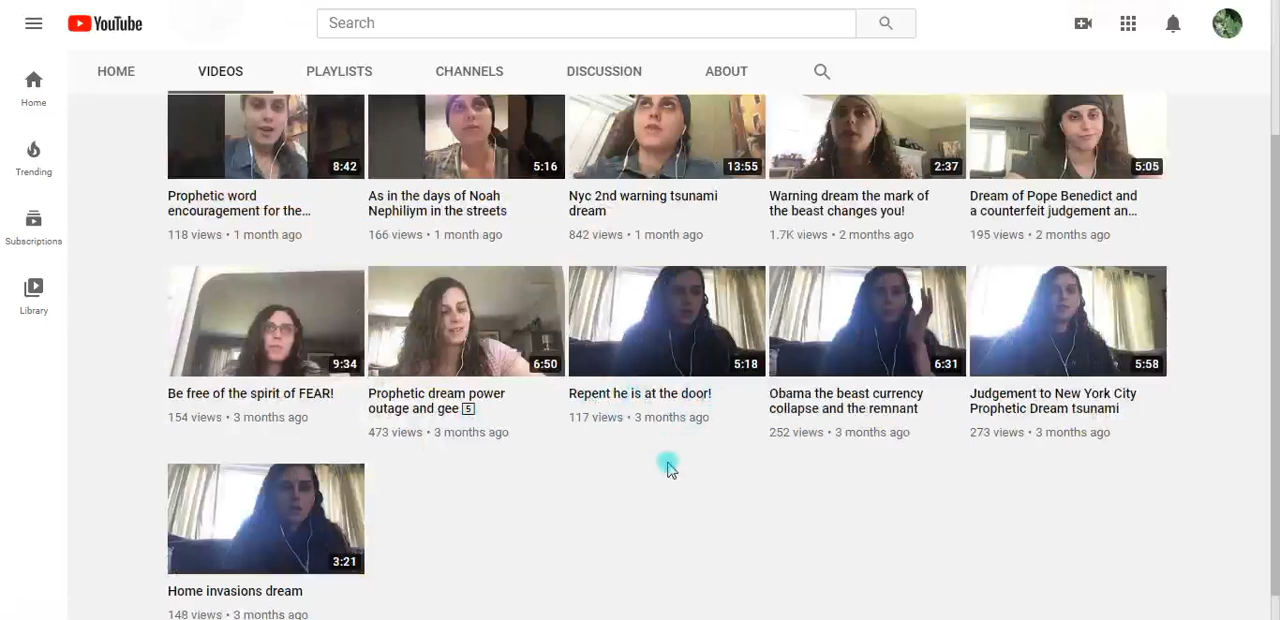 YouTube
Search
HOME VIDEOS PLAYLISTS CHANNELS DISCUSSION ABOUT
Home
Trending
Subscriptions
Library
8:42 5:16 13:55 2:37 5:05
Prophetic word
encouragement for the...
118 views • 1 month ago
As in the days of Noah
Nephiliym in the streets
166 views • 1 month ago
Nyc 2nd warning tsunami
dream
842 views • 1 month ago
Warning dream the mark of
the beast changes you!
1.7K views • 2 months ago
Dream of Pope Benedict and
a counterfeit judgement an...
195 views • 2 months ago
9:34 6:50 5:18 6:31 5:58
Be free of the spirit of FEAR!
154 views • 3 months ago
Prophetic dream power
outage and gee 5
473 views • 3 months ago
Repent he is at the door!
117 views • 3 months ago
Obama the beast currency
collapse and the remnant
252 views • 3 months ago
Judgement to New York City
Prophetic Dream tsunami
273 views • 3 months ago
3:21
Home invasions dream
148 views • 3 months ago